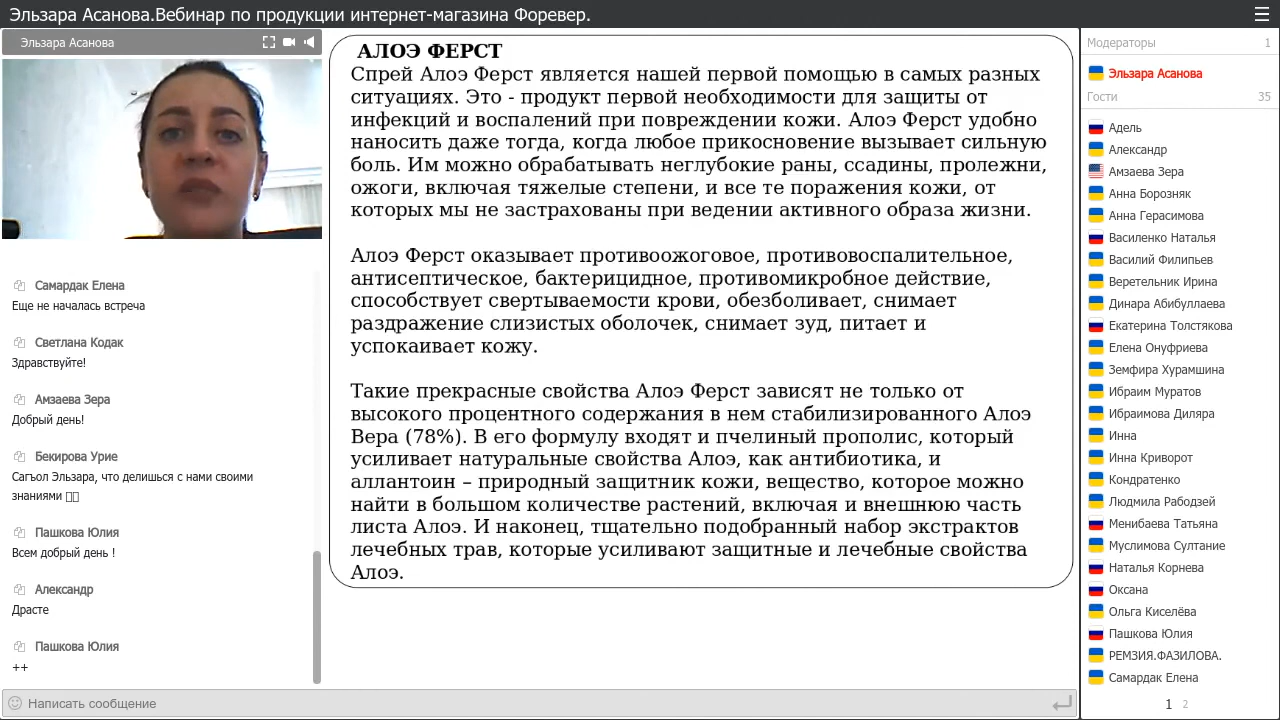 Эльзара Асанова.Вебинар по продукции интернет-магазина Форевер.
Эльзара Асанова
Самардак Елена
Еще не началась встреча
Светлана Кодак
Здравствуйте!
Амзаева Зера
Добрый день!
Бекирова Урие
Сагъол Эльзара, что делишься с нами своими
знаниями
Пашкова Юлия
Всем добрый день !
Александр
Драсте
Пашкова Юлия
++
Написать сообщение
АЛОЭ ФЕРСТ
Спрей Алоэ Ферст является нашей первой помощью в самых разных
ситуациях. Это - продукт первой необходимости для защиты от
инфекций и воспалений при повреждении кожи. Алоэ Ферст удобно
наносить даже тогда, когда любое прикосновение вызывает сильную
боль. Им можно обрабатывать неглубокие раны, ссадины, пролежни,
ожоги, включая тяжелые степени, и все те поражения кожи, от
которых мы не застрахованы при ведении активного образа жизни.
Алоэ Ферст оказывает противоожоговое, противовоспалительное,
антисептическое, бактерицидное, противомикробное действие,
способствует свертываемости крови, обезболивает, снимает
раздражение слизистых оболочек, снимает зуд, питает и
успокаивает кожу.
Такие прекрасные свойства Алоэ Ферст зависят не только от
высокого процентного содержания в нем стабилизированного Алоэ
Вера (78%). В его формулу входят и пчелиный прополис, который
усиливает натуральные свойства Алоэ, как антибиотика, и
аллантоин – природный защитник кожи, вещество, которое можно
найти в большом количестве растений, включая и внешнюю часть
листа Алоэ. И наконец, тщательно подобранный набор экстрактов
лечебных трав, которые усиливают защитные и лечебные свойства
Алоэ.
Модераторы 1
Эльзара Асанова
Гости 35
Адель
Александр
Амзаева Зера
Анна Борозняк
Анна Герасимова
Василенко Наталья
Василий Филипьев
Веретельник Ирина
Динара Абибуллаева
Екатерина Толстякова
Елена Онуфриева
Земфира Хурамшина
Ибраим Муратов
Ибраимова Диляра
Инна
Инна Криворот
Кондратенко
Людмила Рабодзей
Менибаева Татьяна
Муслимова Султание
Наталья Корнева
Оксана
Ольга Киселёва
Пашкова Юлия
РЕМЗИЯ.ФАЗИЛОВА.
Самардак Елена
1 2